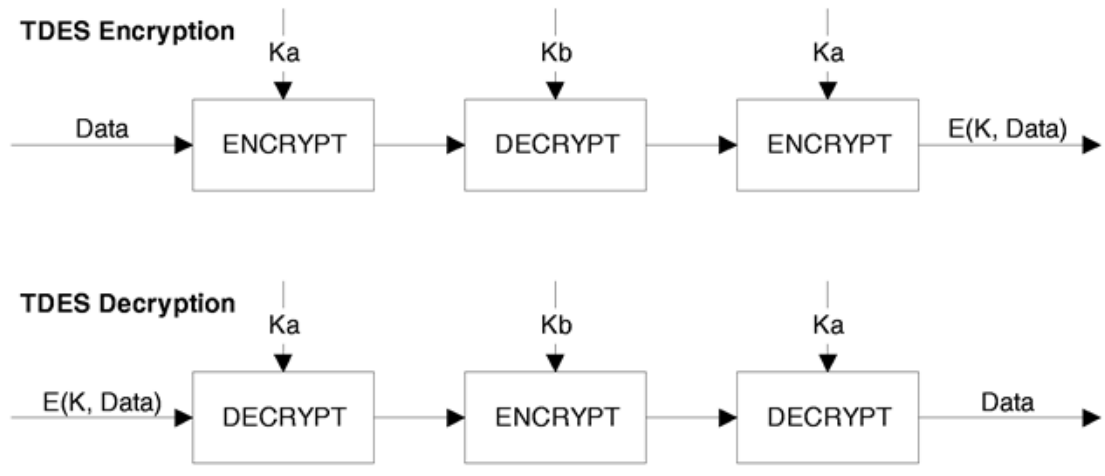 TDES Encryption
Ka
Kb
Ka
Data
ENCRYPT
DECRYPT
ENCRYPT
E(K, Data)
TDES Decryption
Ka
Kb
Ka
E(K, Data)
DECRYPT
ENCRYPT
DECRYPT
Data